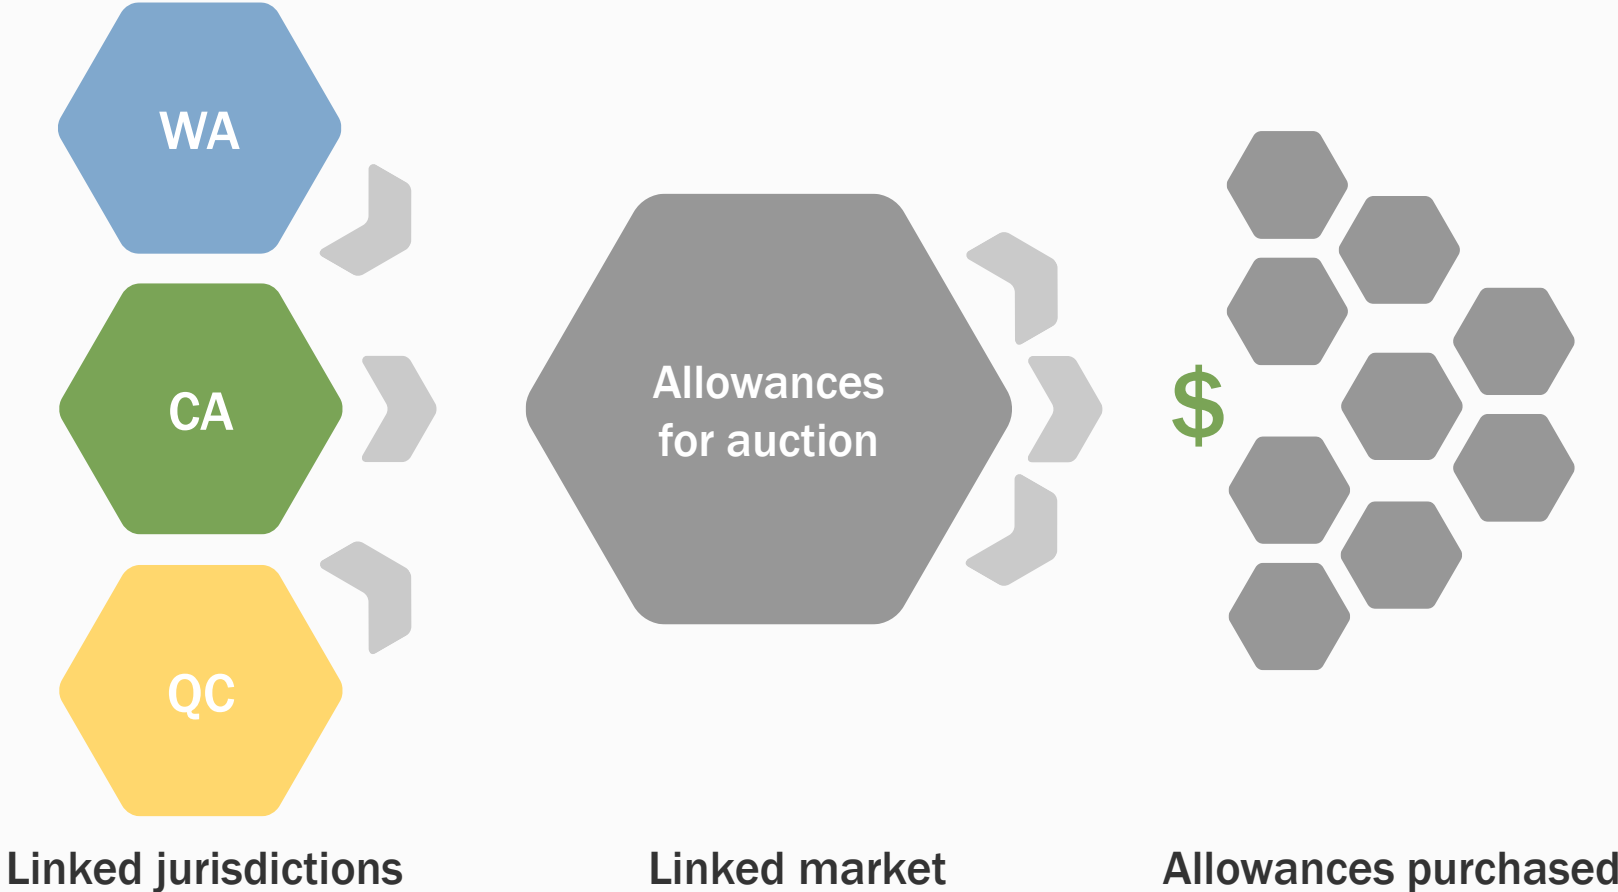 WA
CA
QC
Allowances
for auction
$
Linked jurisdictions
Linked market
Allowances purchased